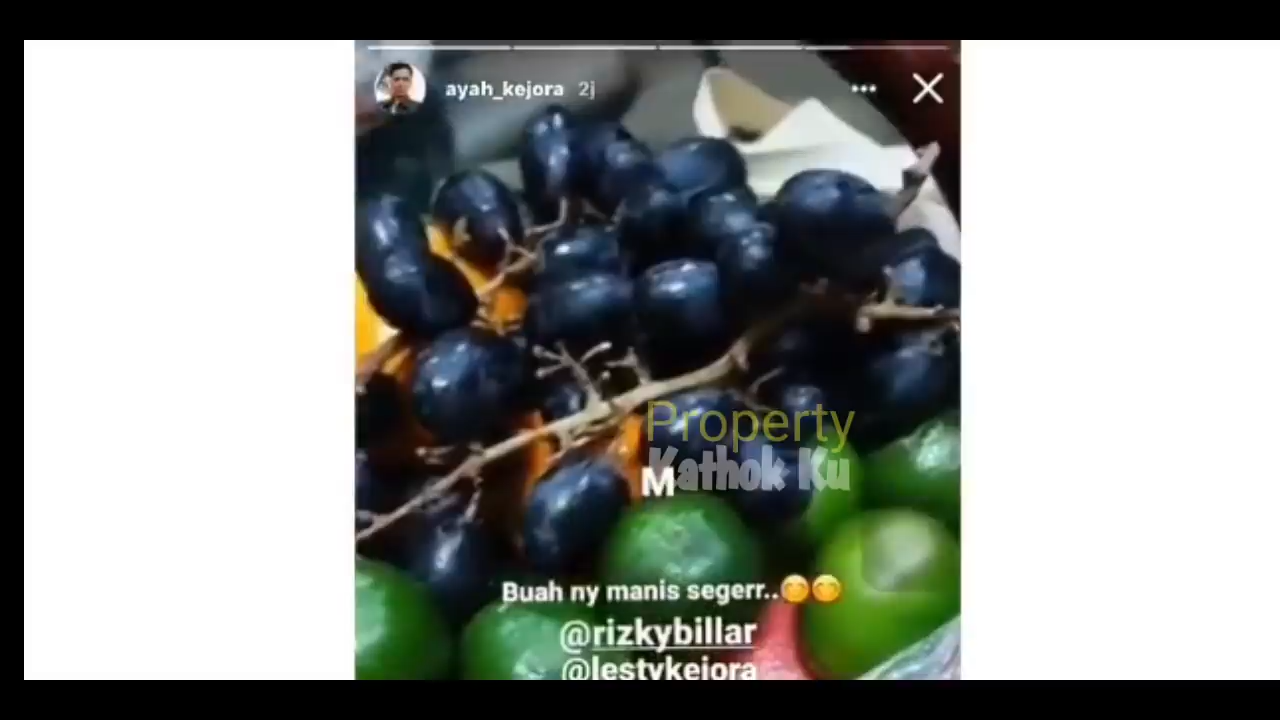 ayah_kejora 2j
Property
Kathok Ku
M
Buah ny manis segerr..😋😋
@rizkybillar
@lestykejora